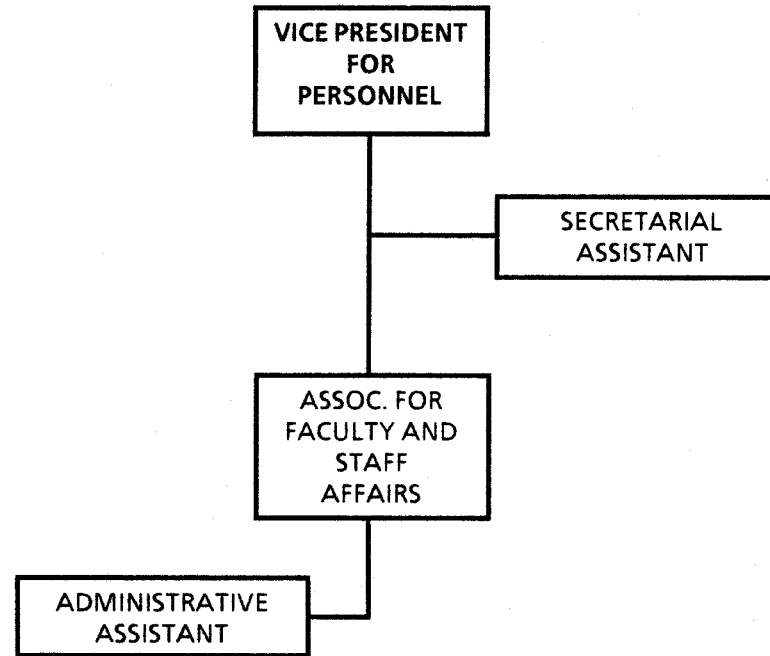 VICE PRESIDENT
FOR
PERSONNEL
SECRETARIAL
ASSISTANT
ASSOC. FOR
FACULTY AND
STAFF
AFFAIRS
ADMINISTRATIVE
ASSISTANT